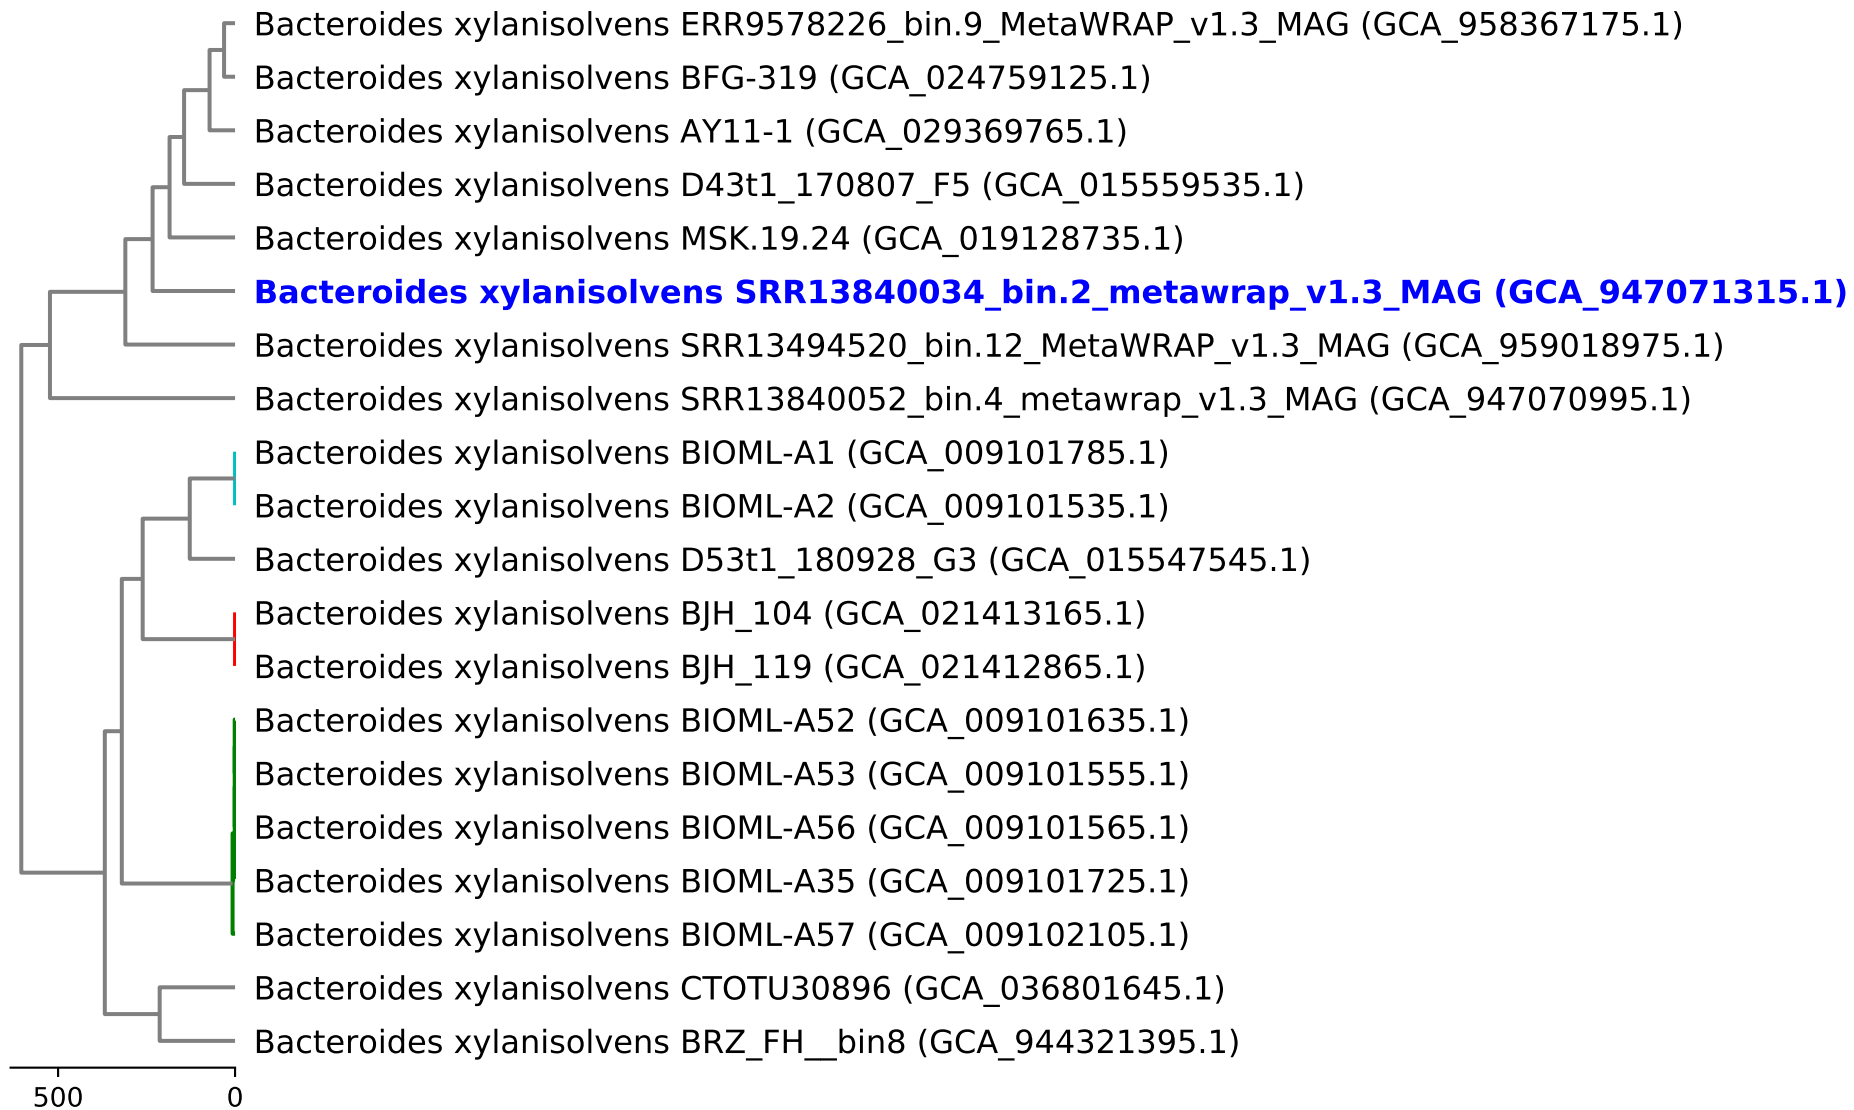 Bacteroides xylanisolvens ERR9578226_bin.9_MetaWRAP_v1.3_MAG (GCA_958367175.1)
Bacteroides xylanisolvens BFG-319 (GCA_024759125.1)
Bacteroides xylanisolvens AY11-1 (GCA_029369765.1)
Bacteroides xylanisolvens D43t1_170807_F5 (GCA_015559535.1)
Bacteroides xylanisolvens MSK.19.24 (GCA_019128735.1)
Bacteroides xylanisolvens SRR13840034_bin.2_metawrap_v1.3_MAG (GCA_947071315.1)
Bacteroides xylanisolvens SRR13494520_bin.12_MetaWRAP_v1.3_MAG (GCA_959018975.1)
Bacteroides xylanisolvens SRR13840052_bin.4_metawrap_v1.3_MAG (GCA_947070995.1)
Bacteroides xylanisolvens BIOML-A1 (GCA_009101785.1)
Bacteroides xylanisolvens BIOML-A2 (GCA_009101535.1)
Bacteroides xylanisolvens D53t1_180928_G3 (GCA_015547545.1)
Bacteroides xylanisolvens BJH_104 (GCA_021413165.1)
Bacteroides xylanisolvens BJH_119 (GCA_021412865.1)
Bacteroides xylanisolvens BIOML-A52 (GCA_009101635.1)
Bacteroides xylanisolvens BIOML-A53 (GCA_009101555.1)
Bacteroides xylanisolvens BIOML-A56 (GCA_009101565.1)
Bacteroides xylanisolvens BIOML-A35 (GCA_009101725.1)
Bacteroides xylanisolvens BIOML-A57 (GCA_009102105.1)
Bacteroides xylanisolvens CTOTU30896 (GCA_036801645.1)
Bacteroides xylanisolvens BRZ_FH__bin8 (GCA_944321395.1)
500 0